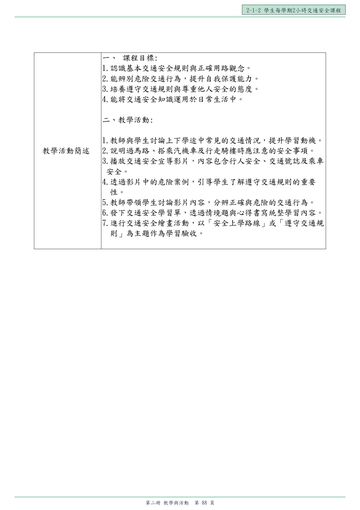 2-1-2 學生每學期2小時交通安全課程
教學活動簡述
一、 課程目標:
1.認識基本交通安全規則與正確用路觀念。
2.能辨別危險交通行為，提升自我保護能力。
3.培養遵守交通規則與尊重他人安全的態度。
4.能將交通安全知識運用於日常生活中。
二、教學活動:
1.教師與學生討論上下學途中常見的交通情況，提升學習動機。
2.說明過馬路、搭乘汽機車及行走騎樓時應注意的安全事項。
3.播放交通安全宣導影片，內容包含行人安全、交通號誌及乘車
安全。
4.透過影片中的危險案例，引導學生了解遵守交通規則的重要
性。
5.教師帶領學生討論影片內容，分辨正確與危險的交通行為。
6.發下交通安全學習單，透過情境題與心得書寫統整學習內容。
7.進行交通安全繪畫活動，以「安全上學路線」或「遵守交通規
則」為主題作為學習驗收。
第二冊 教學與活動 第 88 頁